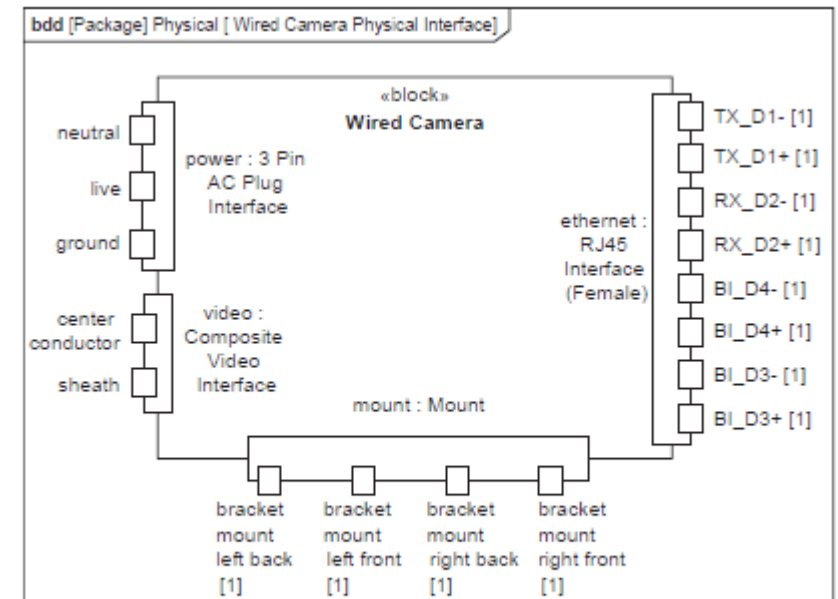 bdd [Package] Physical [ Wired Camera Physical Interface]
«block»
Wired Camera
neutral
live
ground
power : 3 Pin
AC Plug
Interface
center
conductor
sheath
video :
Composite
Video
Interface
ethernet :
RJ45
Interface
(Female)
TX_D1- [1]
TX_D1+ [1]
RX_D2- [1]
RX_D2+ [1]
BI_D4- [1]
BI_D4+ [1]
BI_D3- [1]
BI_D3+ [1]
mount : Mount
bracket
mount
left back
[1]
bracket
mount
left front
[1]
bracket
mount
right back
[1]
bracket
mount
right front
[1]